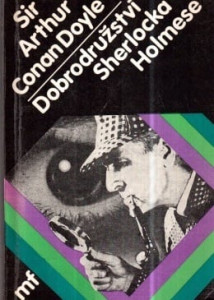 Sir
Arthur
Conan Doyle
Dobrodružství
Sherlocka
Holmese
mf